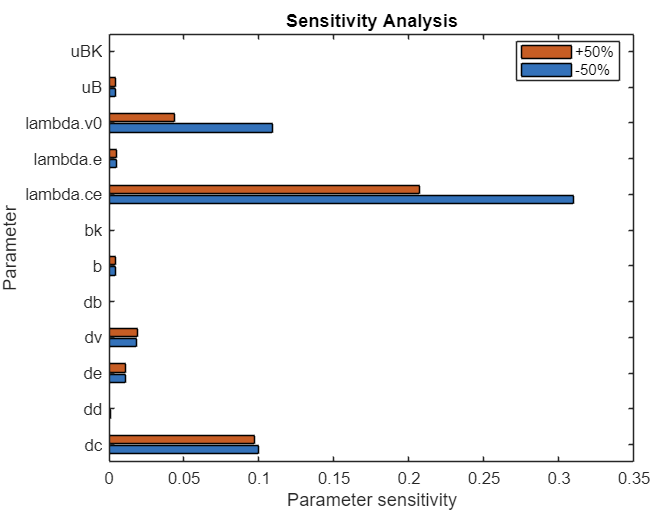 Sensitivity Analysis
+50%
-50%
Parameter
uBK
uB
lambda.v0
lambda.e
lambda.ce
bk
b
db
dv
de
dd
dc
0 0.05 0.1 0.15 0.2 0.25 0.3 0.35
Parameter sensitivity